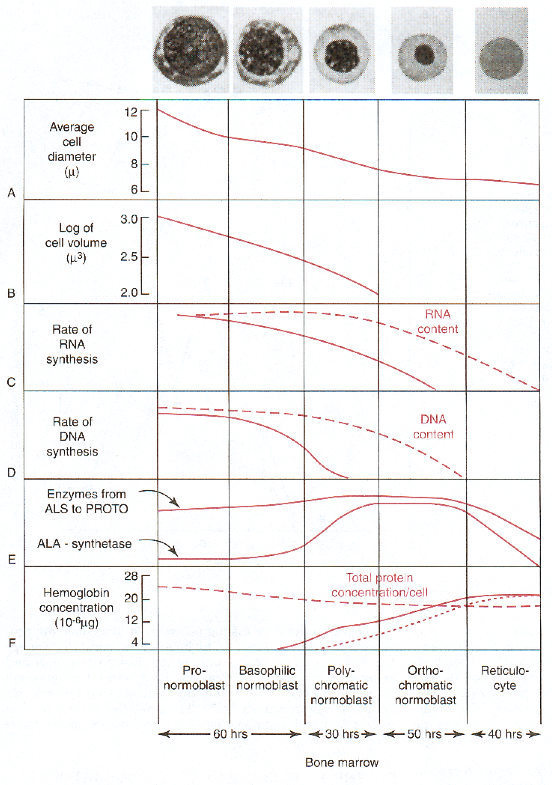 12
10
8
6
Average
cell
diameter
(μ)
A
3.0
2.5
2.0
Log of
cell volume
(μ³)
B
Rate of
RNA
synthesis
RNA
content
C
Rate of
DNA
synthesis
DNA
content
D
Enzymes from
ALS to PROTO
ALA - synthetase
E
Hemoglobin
concentration
(10⁻⁶μg)
28
20
12
4
Total protein
concentration/cell
F
Pro-
normoblast
Basophilic
normoblast
Poly-
chromatic
normoblast
Ortho-
chromatic
normoblast
Reticulo-
cyte
60 hrs
30 hrs
50 hrs
40 hrs
Bone marrow